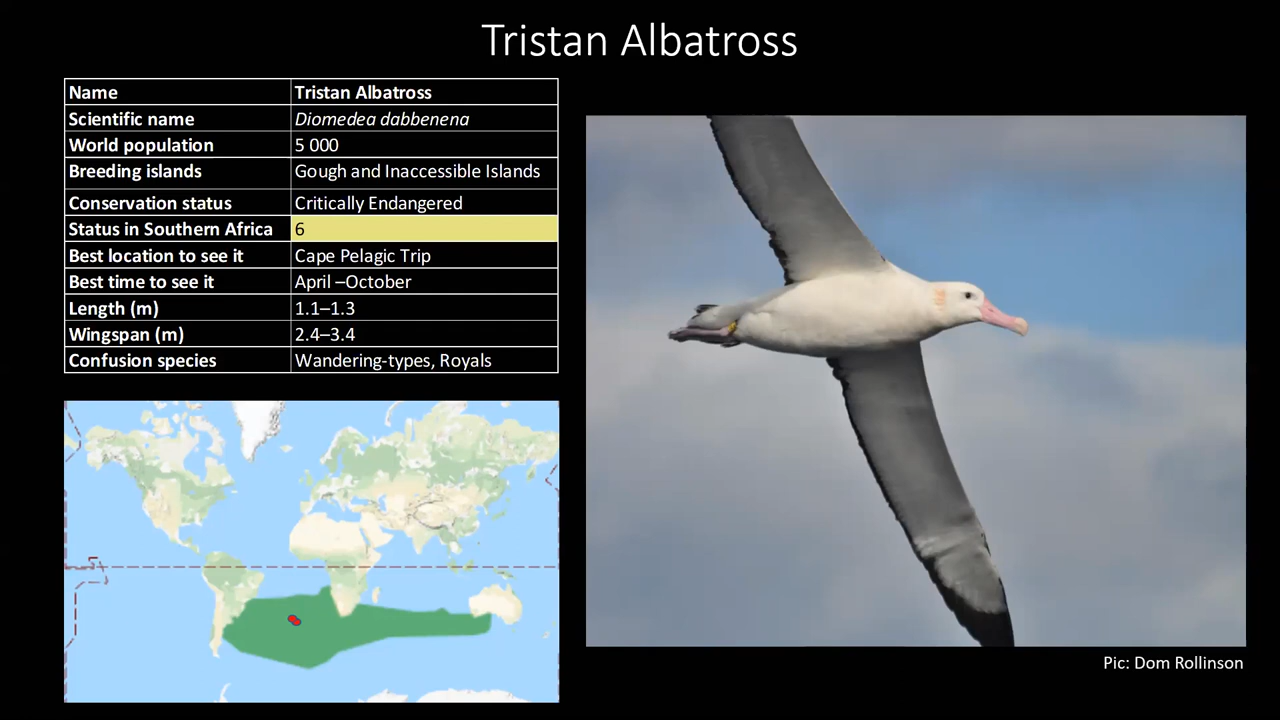 Tristan Albatross
Name Tristan Albatross
Scientific name Diomedea dabbenena
World population 5 000
Breeding islands Gough and Inaccessible Islands
Conservation status Critically Endangered
Status in Southern Africa 6
Best location to see it Cape Pelagic Trip
Best time to see it April –October
Length (m) 1.1–1.3
Wingspan (m) 2.4–3.4
Confusion species Wandering-types, Royals
Pic: Dom Rollinson